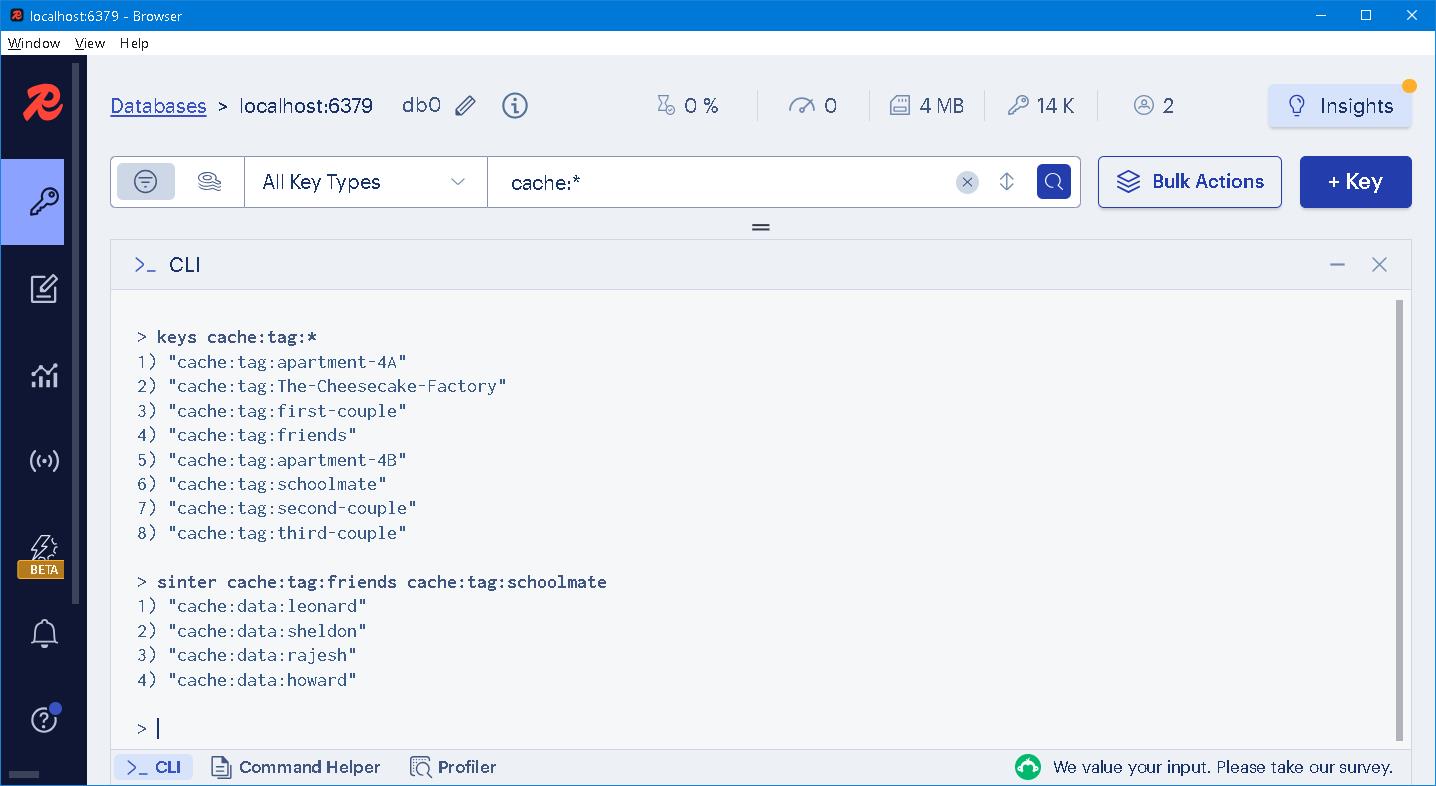 localhost:6379 - Browser
Window View Help
Databases > localhost:6379 db0 0 % 0 4 MB 14 K 2 Insights
All Key Types cache:* Bulk Actions + Key
>_ CLI
> keys cache:tag:*
1) "cache:tag:apartment-4A"
2) "cache:tag:The-Cheesecake-Factory"
3) "cache:tag:first-couple"
4) "cache:tag:friends"
5) "cache:tag:apartment-4B"
6) "cache:tag:schoolmate"
7) "cache:tag:second-couple"
8) "cache:tag:third-couple"
> sinter cache:tag:friends cache:tag:schoolmate
1) "cache:data:leonard"
2) "cache:data:sheldon"
3) "cache:data:rajesh"
4) "cache:data:howard"
>
BETA
>_ CLI Command Helper Profiler We value your input. Please take our survey.